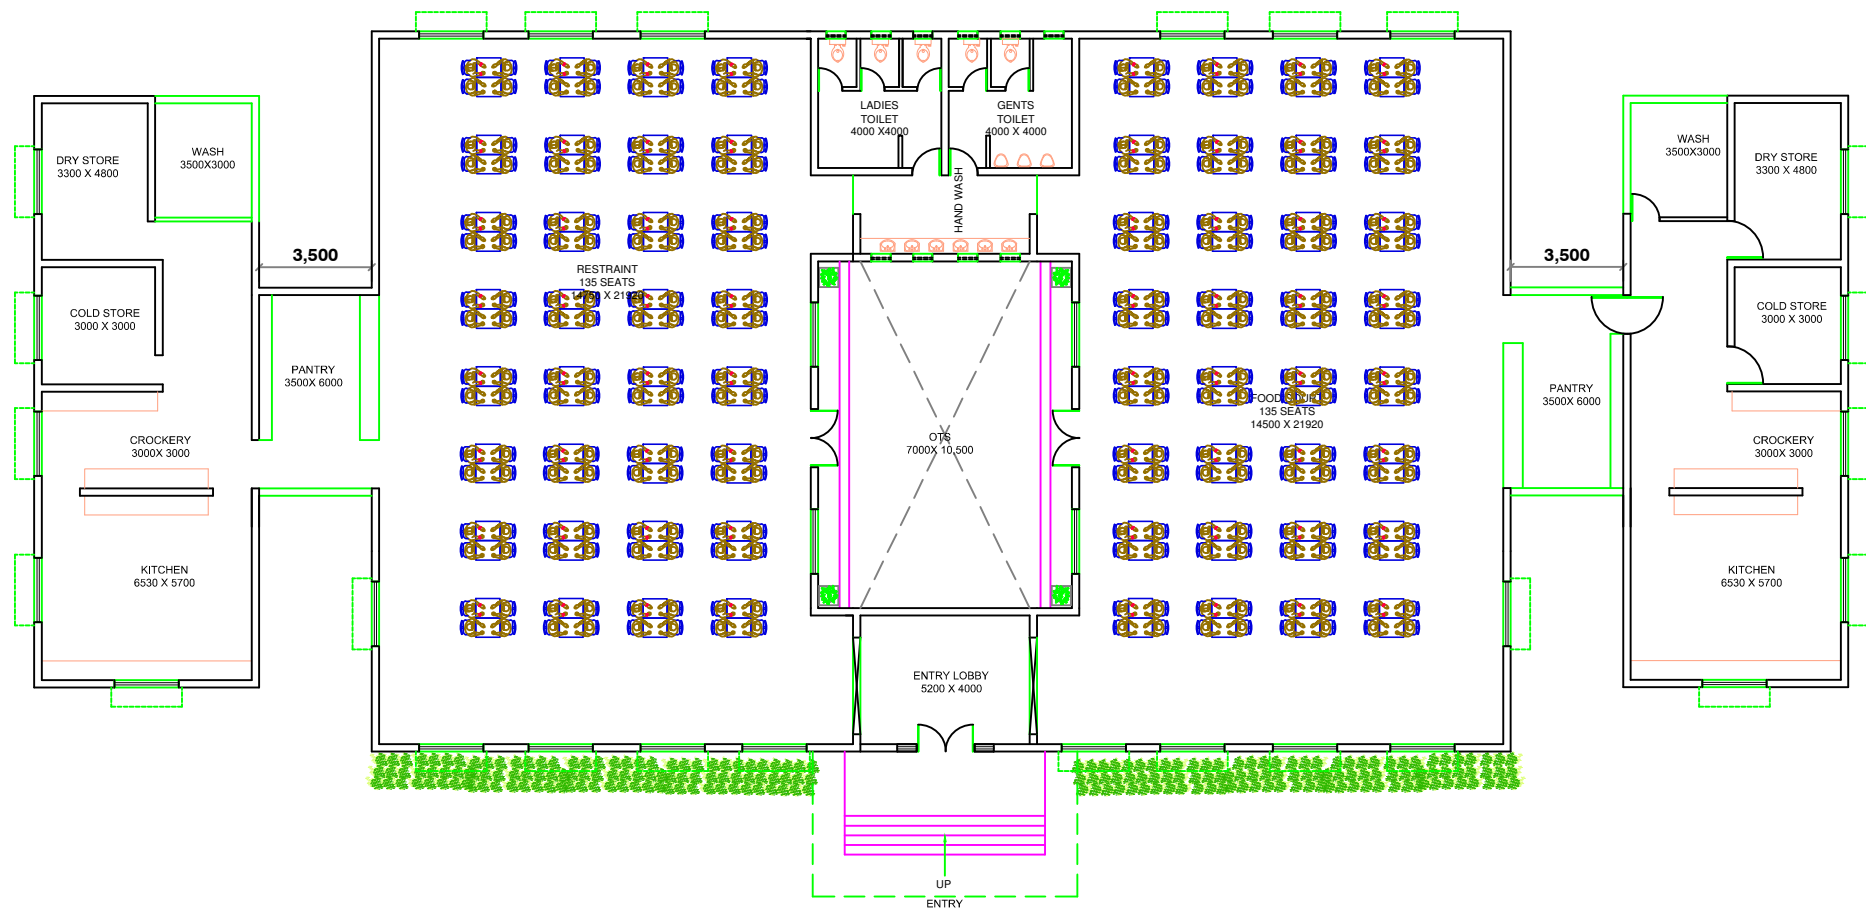 LADIES
TOILET
4000 X4000
GENTS
TOILET
4000 X 4000
DRY STORE
3300 X 4800
WASH
3500X3000
WASH
3500X3000
DRY STORE
3300 X 4800
HAND WASH
3,500
3,500
RESTRAINT
135 SEATS
14750 X 21920
COLD STORE
3000 X 3000
COLD STORE
3000 X 3000
PANTRY
3500X 6000
PANTRY
3500X 6000
FOOD COURT
135 SEATS
14500 X 21920
CROCKERY
3000X 3000
OTS
7000X 10,500
CROCKERY
3000X 3000
KITCHEN
6530 X 5700
KITCHEN
6530 X 5700
ENTRY LOBBY
5200 X 4000
UP
ENTRY